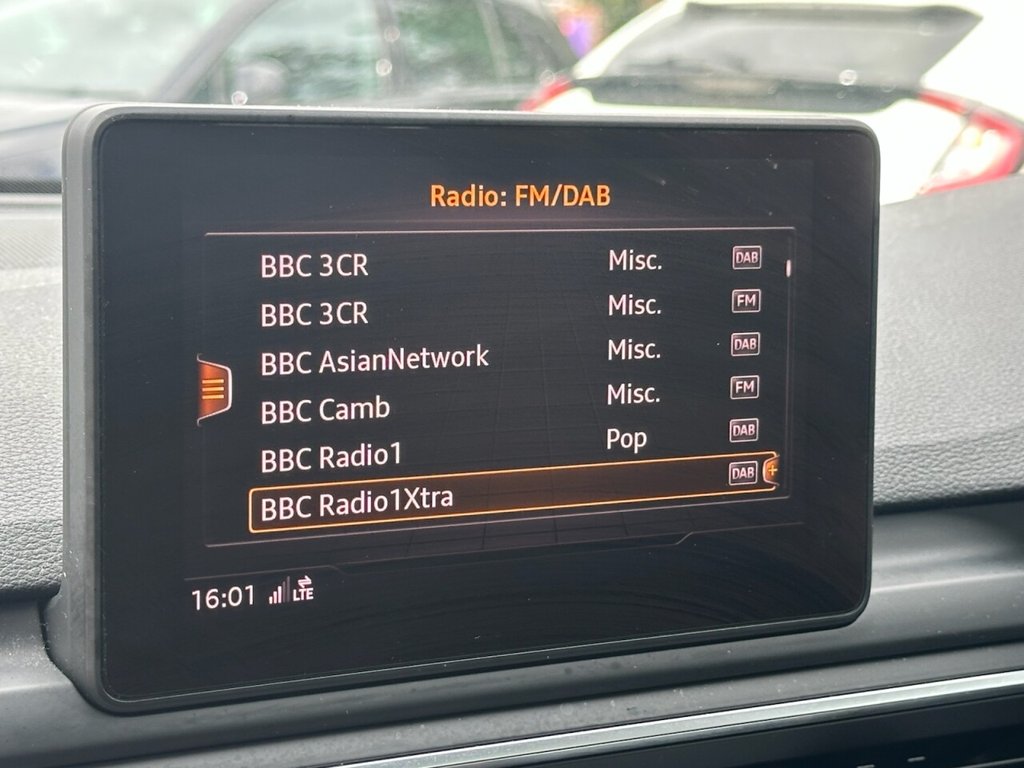 Radio: FM/DAB
BBC 3CR Misc. DAB
BBC 3CR Misc. FM
BBC AsianNetwork Misc. DAB
BBC Camb Misc. FM
BBC Radio1 Pop DAB
BBC Radio1Xtra DAB +
16:01 LTE